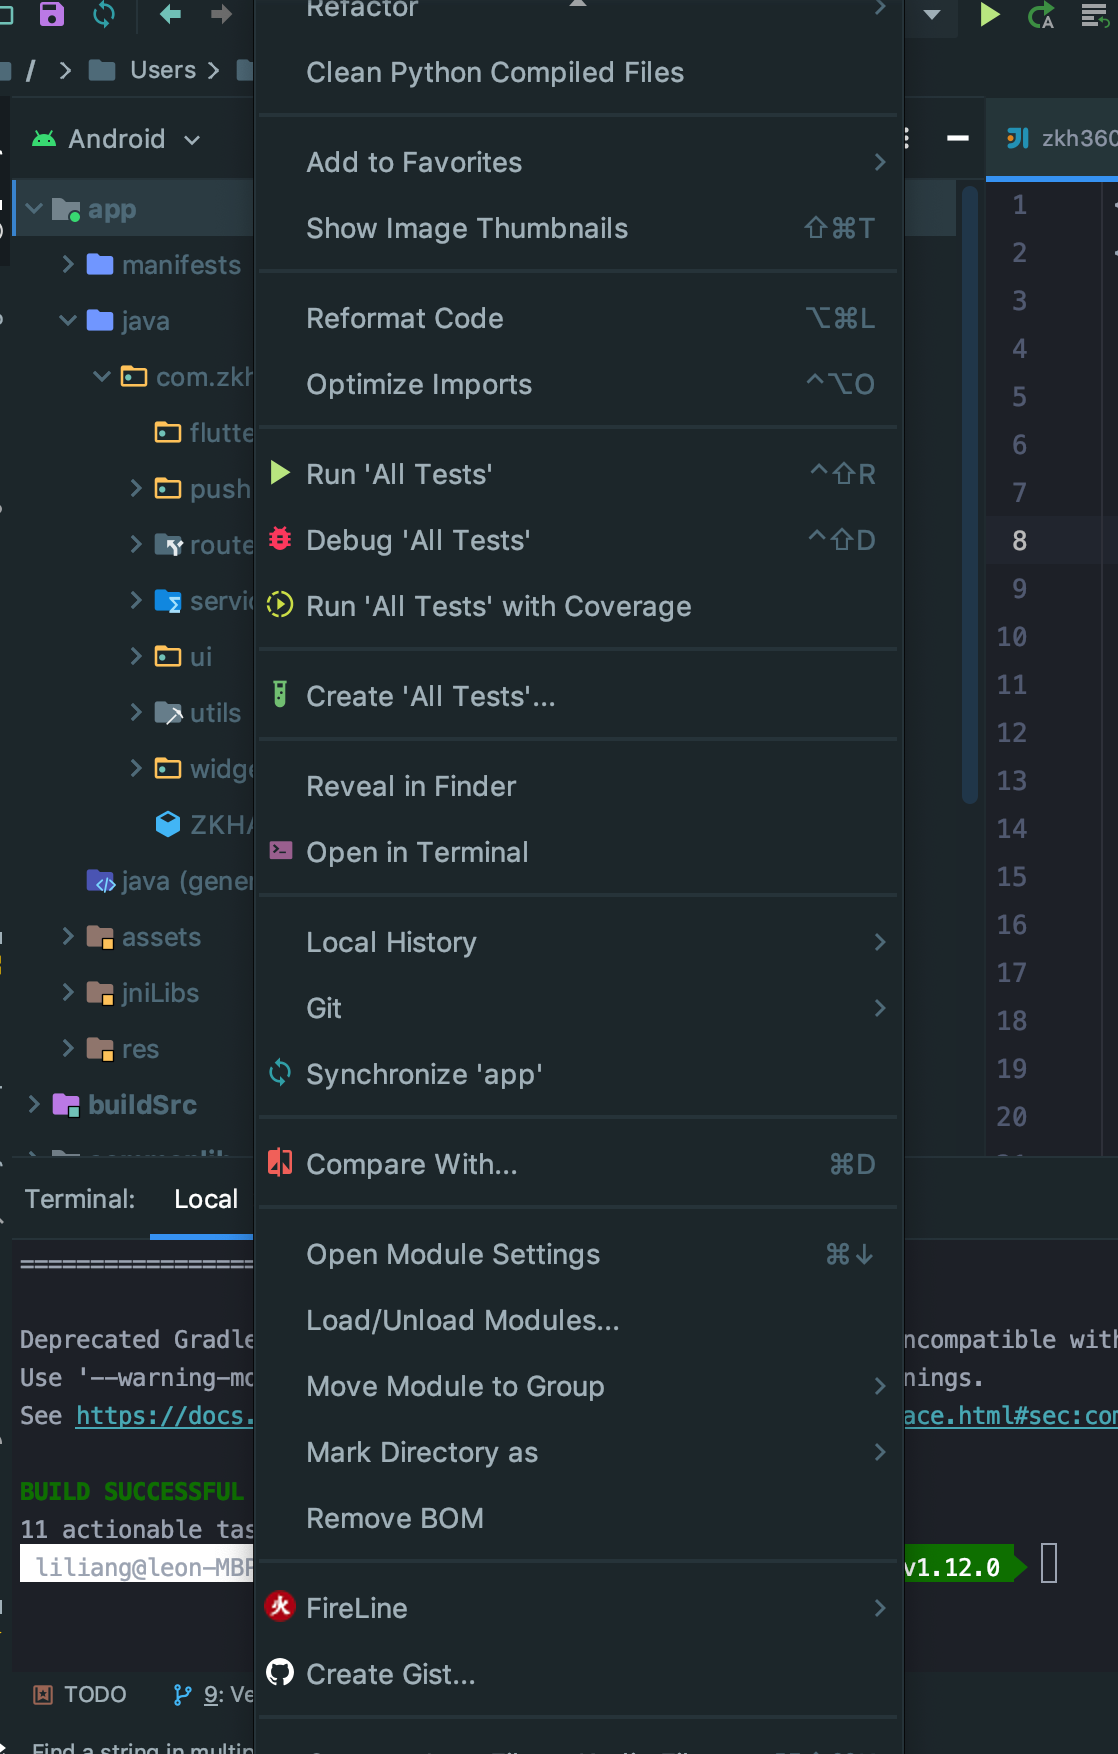 Refactor
/ Users
Clean Python Compiled Files
Android
zkh360
Add to Favorites
app
Show Image Thumbnails ⇧⌘T
manifests
java
Reformat Code ⌥⌘L
com.zkh
Optimize Imports ^⌥O
flutte
Run 'All Tests' ^⇧R
push
Debug 'All Tests' ^⇧D
route
Run 'All Tests' with Coverage
servic
ui
Create 'All Tests'...
utils
widge
Reveal in Finder
ZKHA
Open in Terminal
java (gener
Local History
assets
Git
jniLibs
Synchronize 'app'
res
buildSrc
Compare With... ⌘D
Terminal: Local
Open Module Settings ⌘↓
Load/Unload Modules...
Move Module to Group
Mark Directory as
Remove BOM
FireLine
Create Gist...
1
2
3
4
5
6
7
8
9
10
11
12
13
14
15
16
17
18
19
20
==================
Deprecated Gradle ncompatible with
Use '--warning-mo nings.
See https://docs. ace.html#sec:com
BUILD SUCCESSFUL
11 actionable tas
liliang@leon-MBP v1.12.0
火
TODO 9: Ve
Find a string in multip